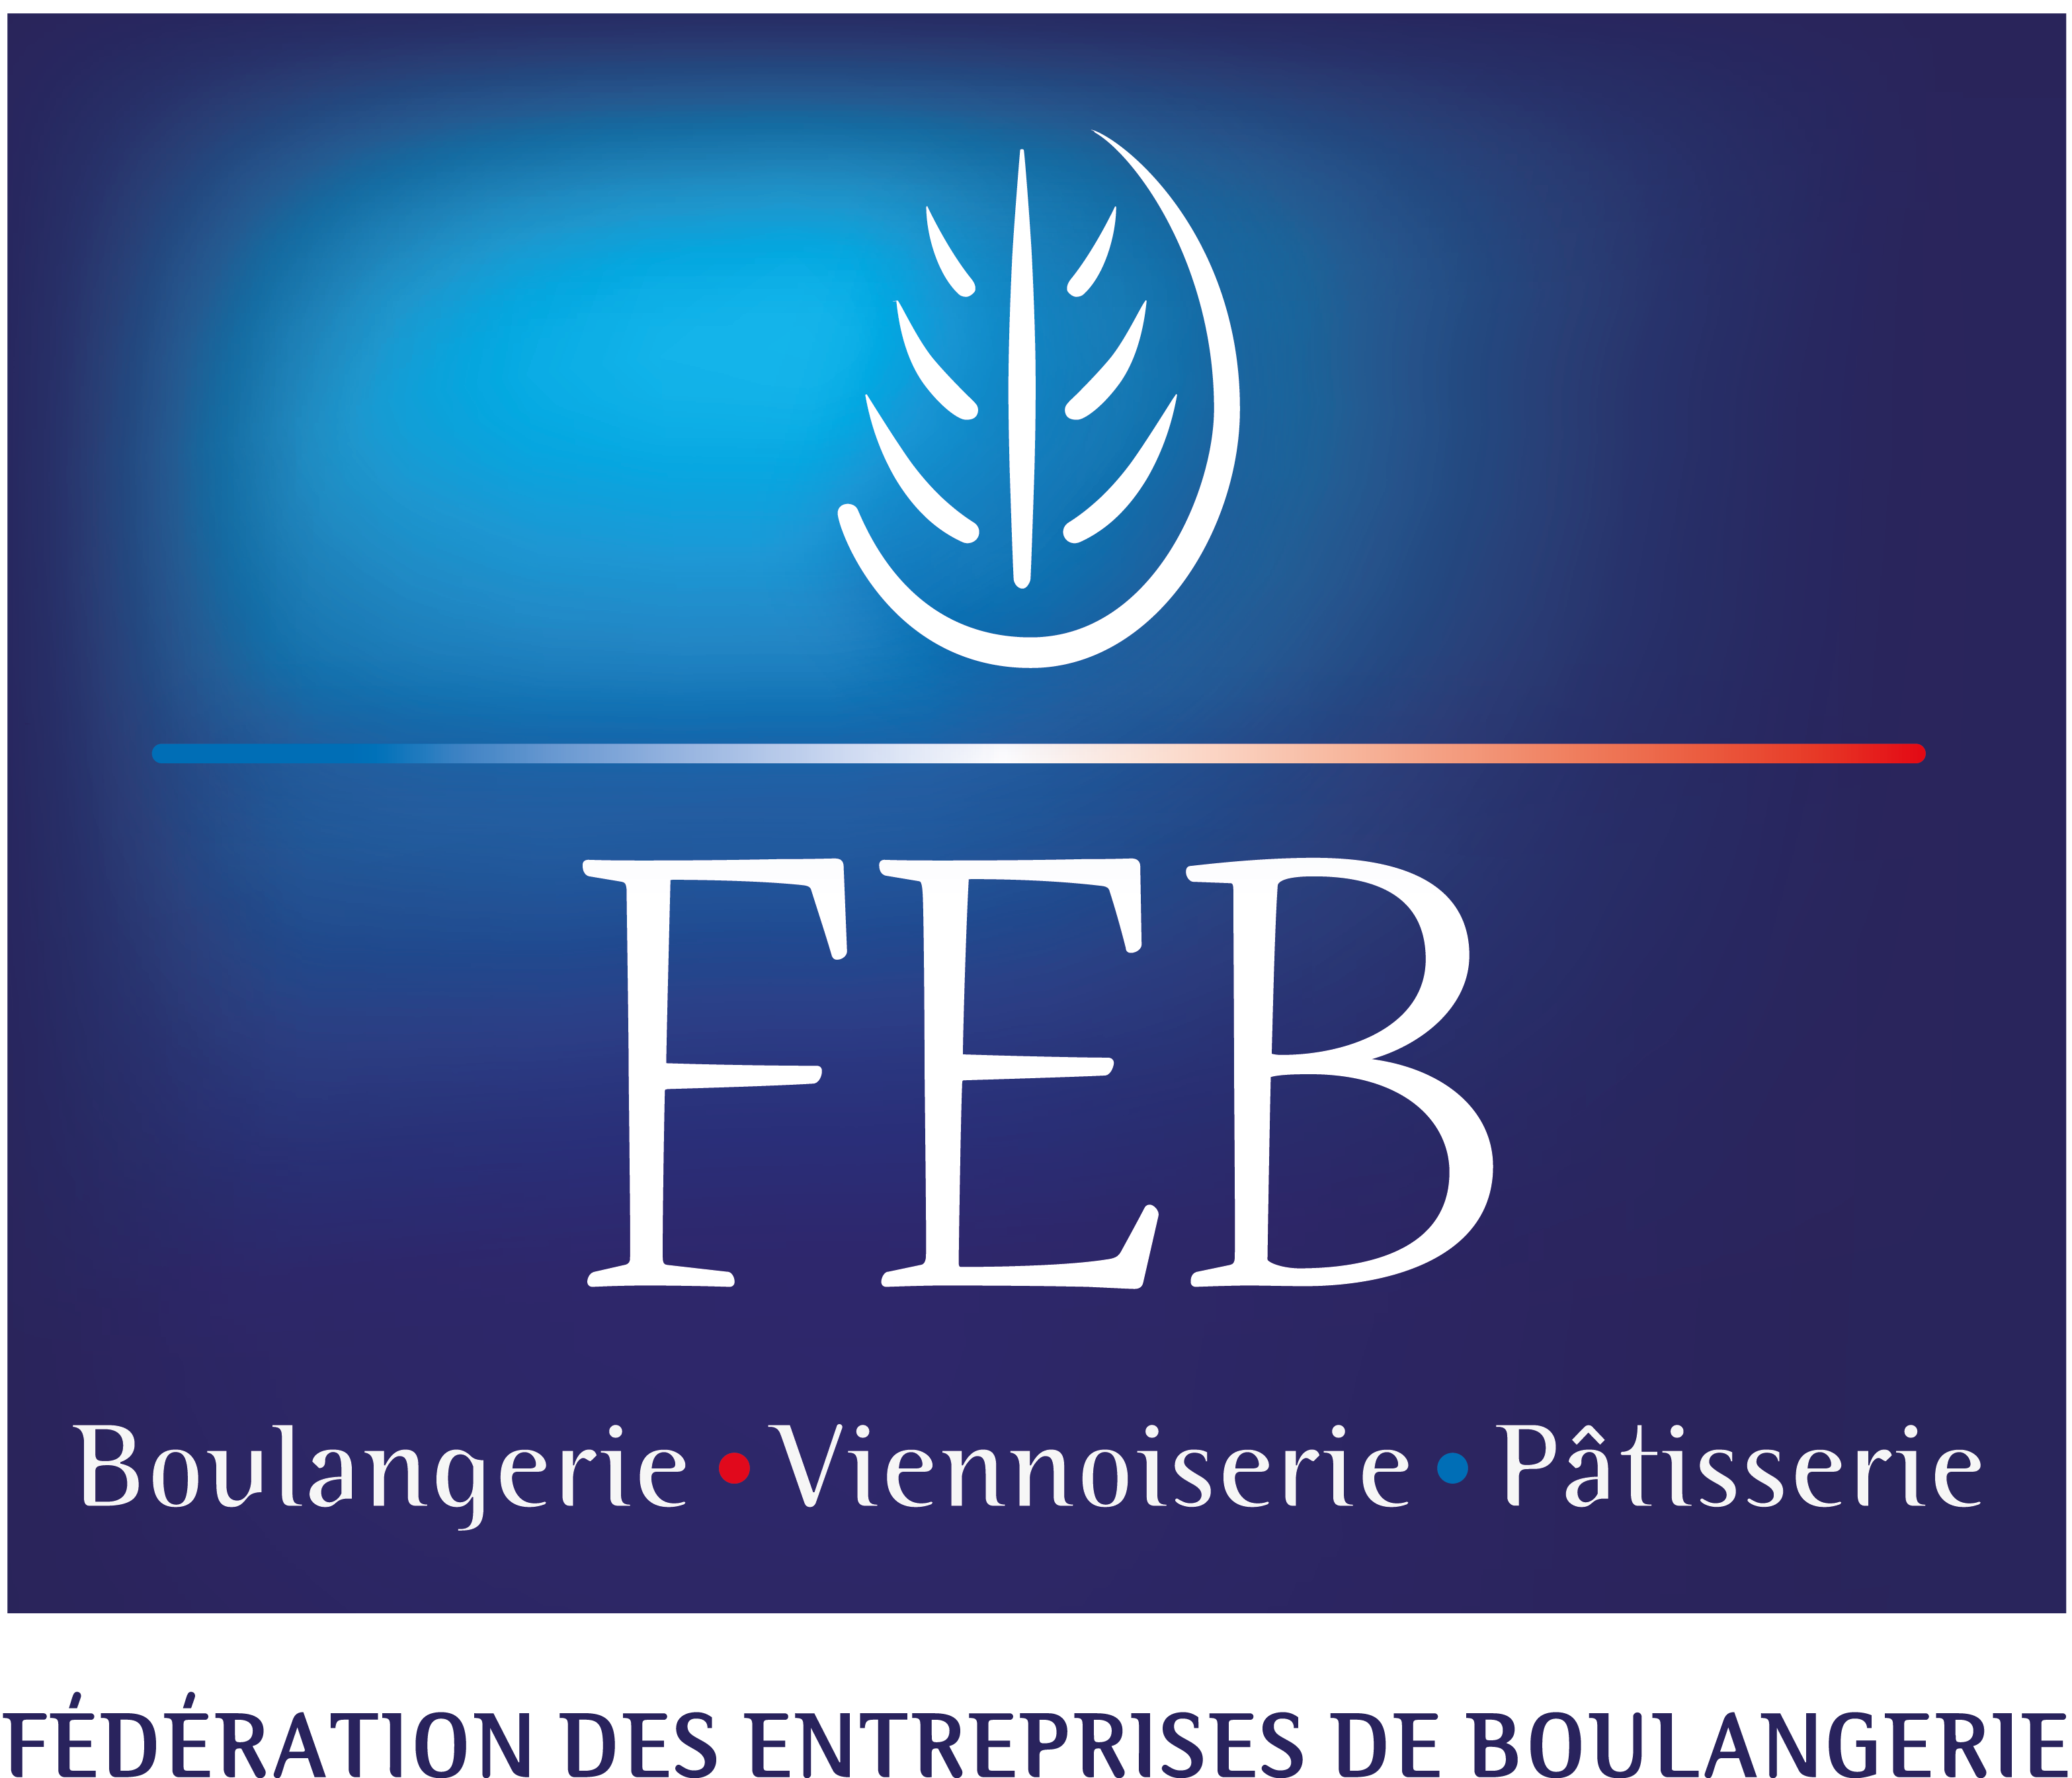 FEB
Boulangerie • Viennoiserie • Pâtisserie
FÉDÉRATION DES ENTREPRISES DE BOULANGERIE